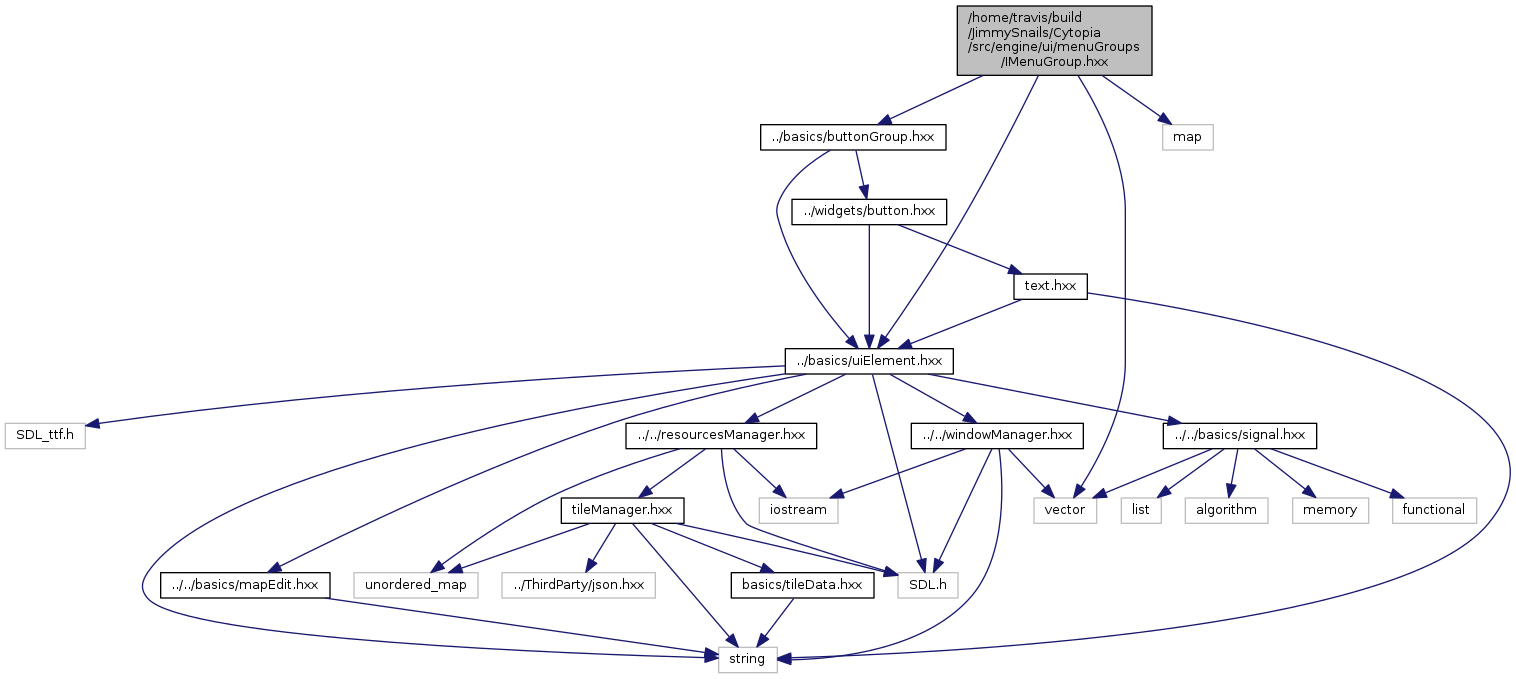 /home/travis/build
/JimmySnails/Cytopia
/src/engine/ui/menuGroups
/IMenuGroup.hxx
../basics/buttonGroup.hxx
map
../widgets/button.hxx
text.hxx
../basics/uiElement.hxx
SDL_ttf.h
../../resourcesManager.hxx
../../windowManager.hxx
../../basics/signal.hxx
tileManager.hxx
iostream
vector
list
algorithm
memory
functional
../../basics/mapEdit.hxx
unordered_map
../ThirdParty/json.hxx
basics/tileData.hxx
SDL.h
string